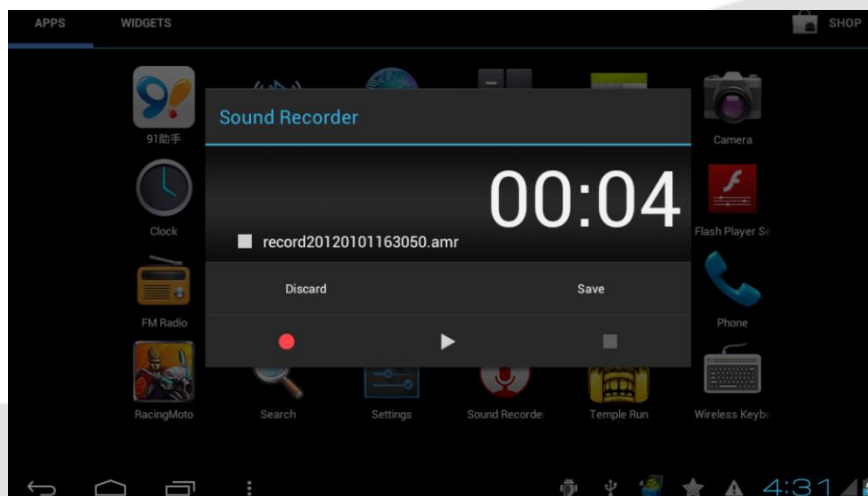 APPS WIDGETS SHOP
Sound Recorder
91助手
Camera
00:04
Clock
Flash Player Se
record20120101163050.amr
Discard Save
FM Radio
Phone
RacingMoto Search Settings Sound Recorde Temple Run Wireless Keybo
4:31